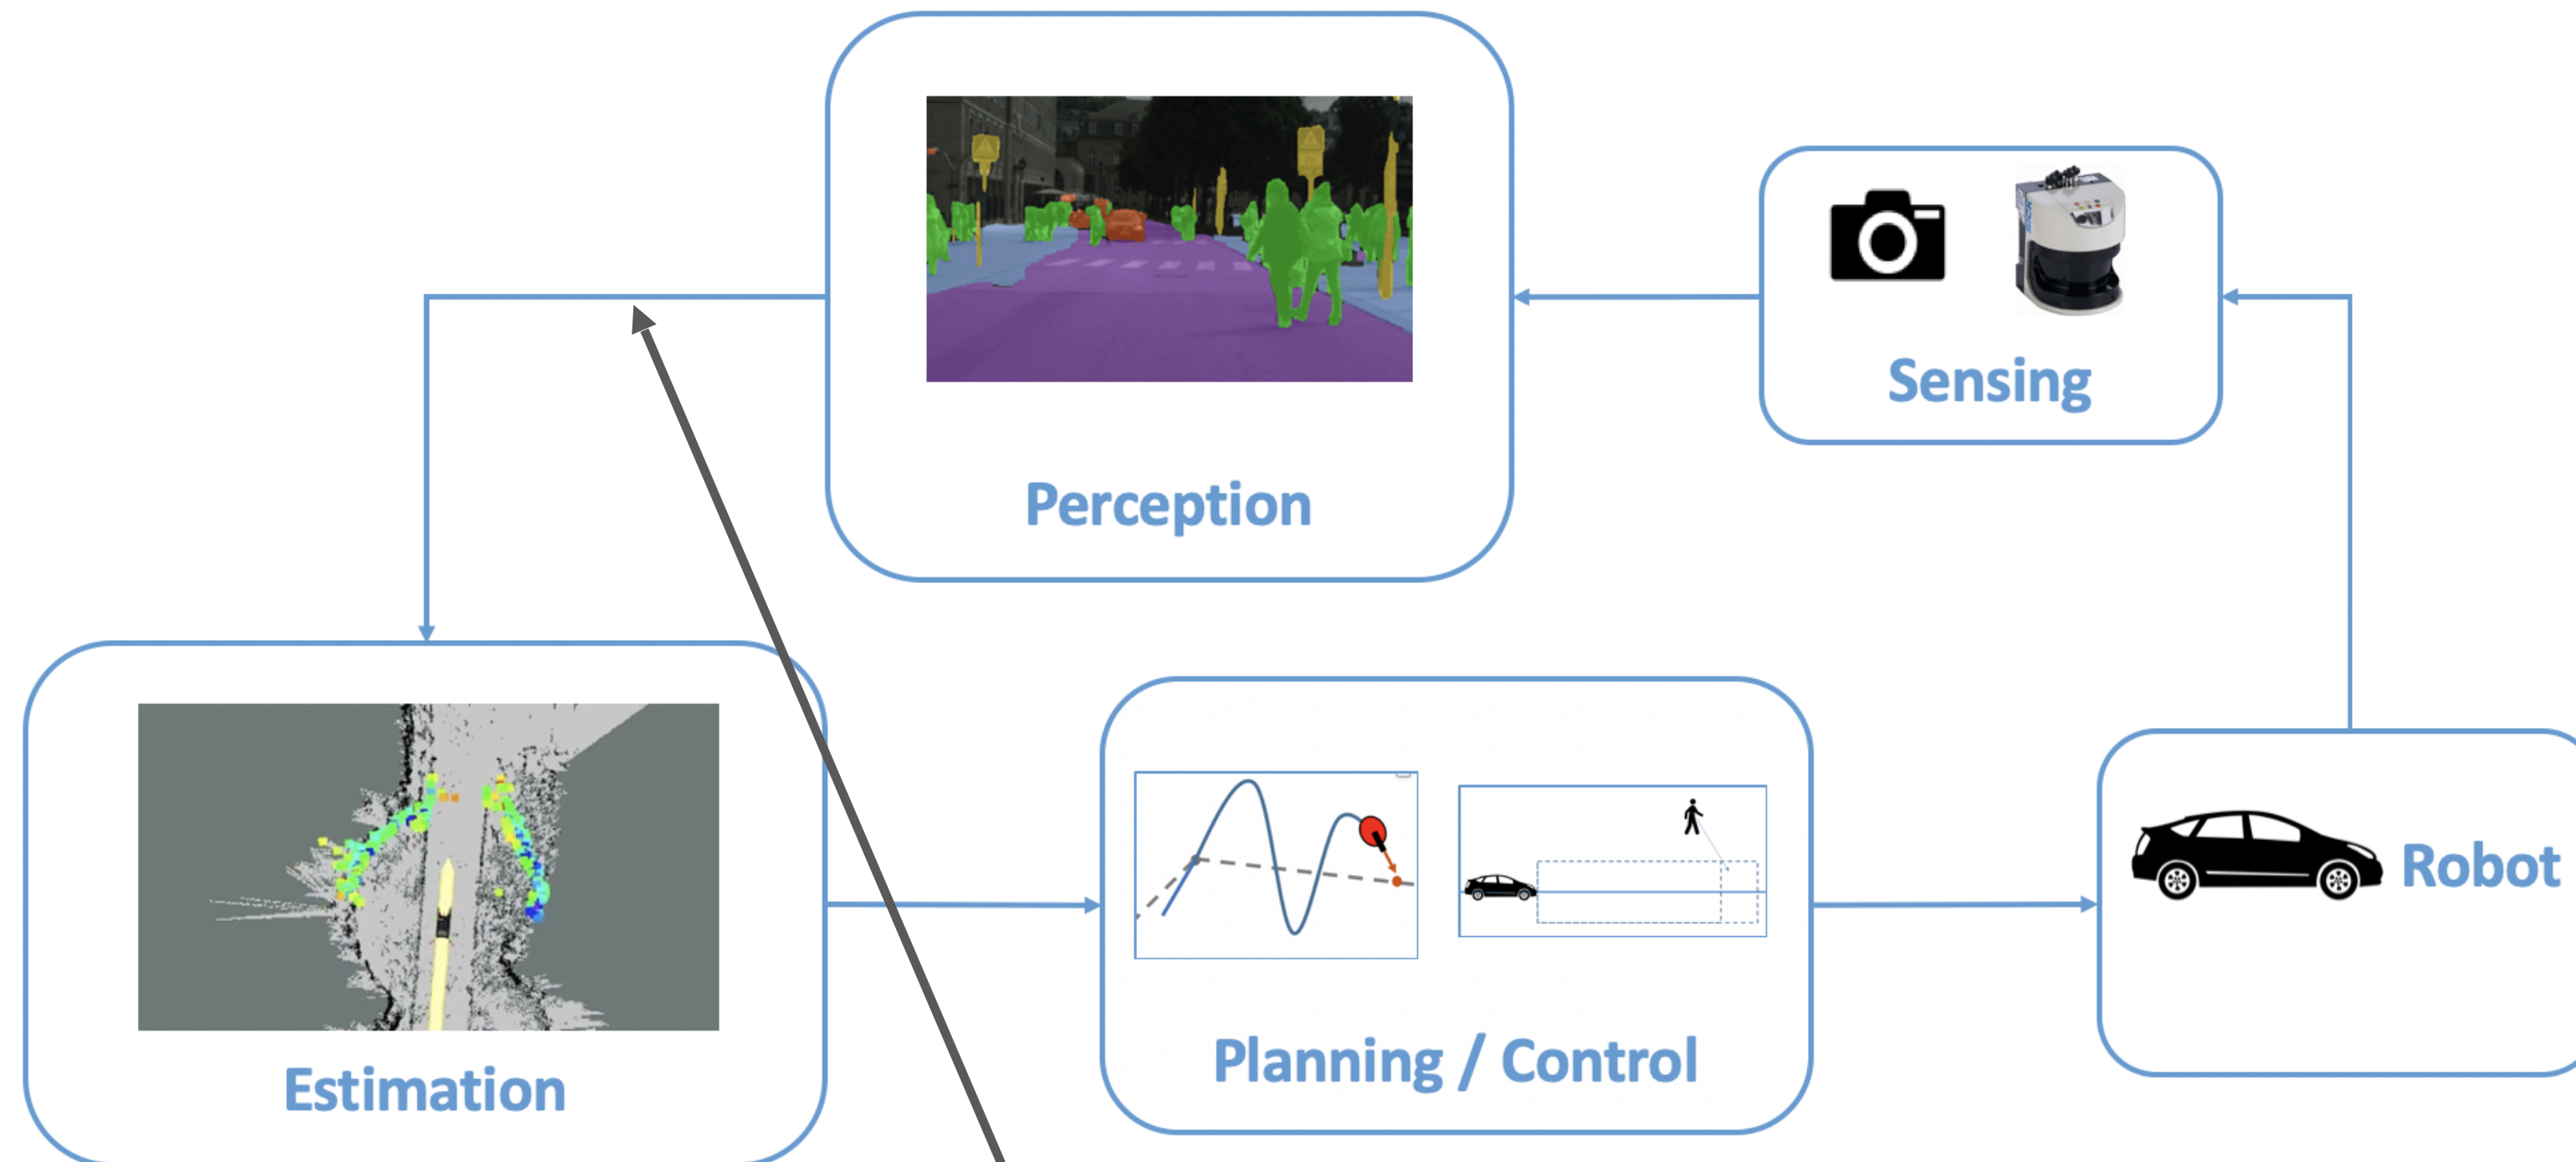 Sensing
Perception
Robot
Planning / Control
Estimation